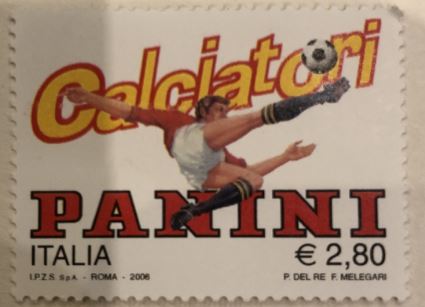 Calciatori
PANINI
ITALIA € 2,80
I.P.Z.S. S.p.A. - ROMA - 2006 P. DEL RE F. MELEGARI